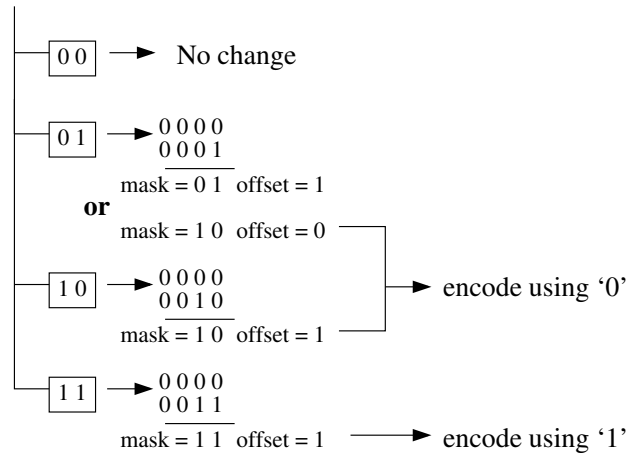 0 0 No change
0 1 0 0 0 0
0 0 0 1
mask = 0 1 offset = 1
or
mask = 1 0 offset = 0
1 0 0 0 0 0
0 0 1 0
encode using ‘0’
mask = 1 0 offset = 1
1 1 0 0 0 0
0 0 1 1
mask = 1 1 offset = 1 encode using ‘1’